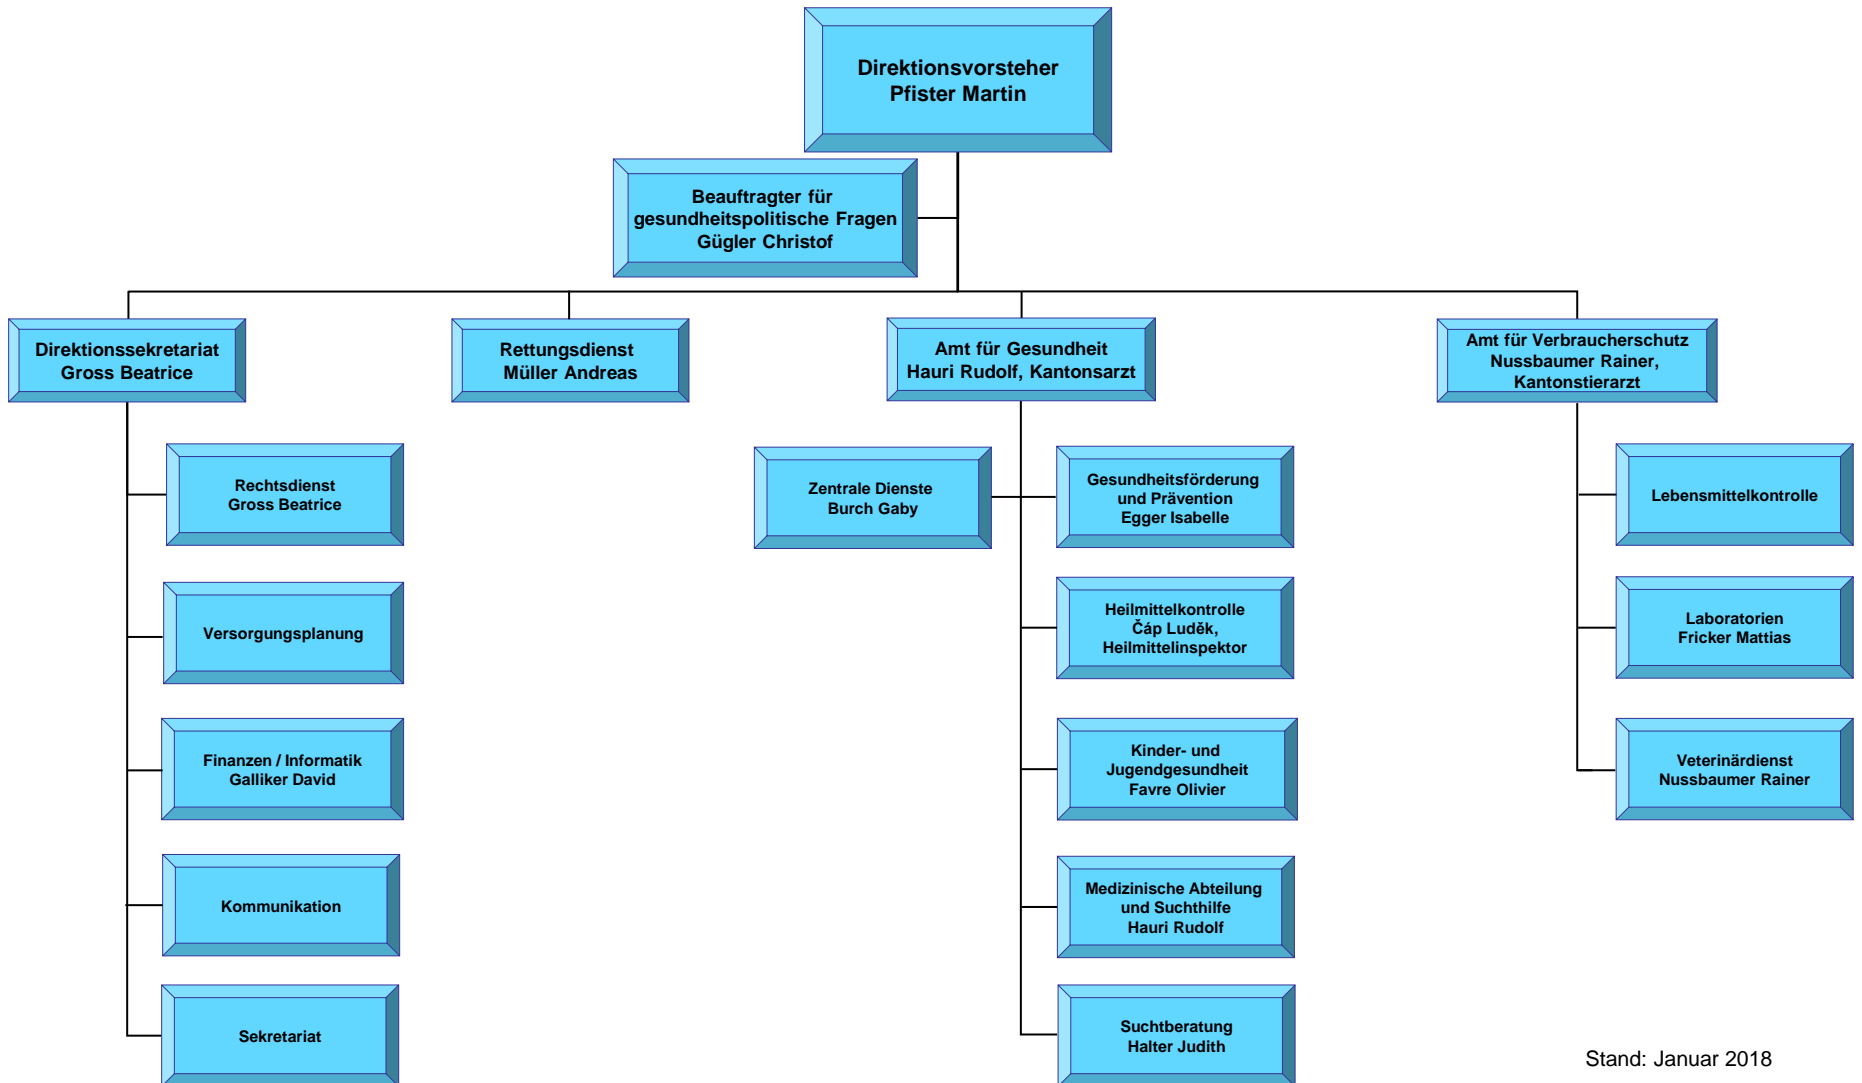 Direktionsvorsteher
Pfister Martin
Beauftragter für
gesundheitspolitische Fragen
Gügler Christof
Direktionssekretariat
Gross Beatrice
Rettungsdienst
Müller Andreas
Amt für Gesundheit
Hauri Rudolf, Kantonsarzt
Amt für Verbraucherschutz
Nussbaumer Rainer,
Kantonstierarzt
Rechtsdienst
Gross Beatrice
Versorgungsplanung
Finanzen / Informatik
Galliker David
Kommunikation
Sekretariat
Zentrale Dienste
Burch Gaby
Gesundheitsförderung
und Prävention
Egger Isabelle
Heilmittelkontrolle
Čáp Luděk,
Heilmittelinspektor
Kinder- und
Jugendgesundheit
Favre Olivier
Medizinische Abteilung
und Suchthilfe
Hauri Rudolf
Suchtberatung
Halter Judith
Lebensmittelkontrolle
Laboratorien
Fricker Mattias
Veterinärdienst
Nussbaumer Rainer
Stand: Januar 2018